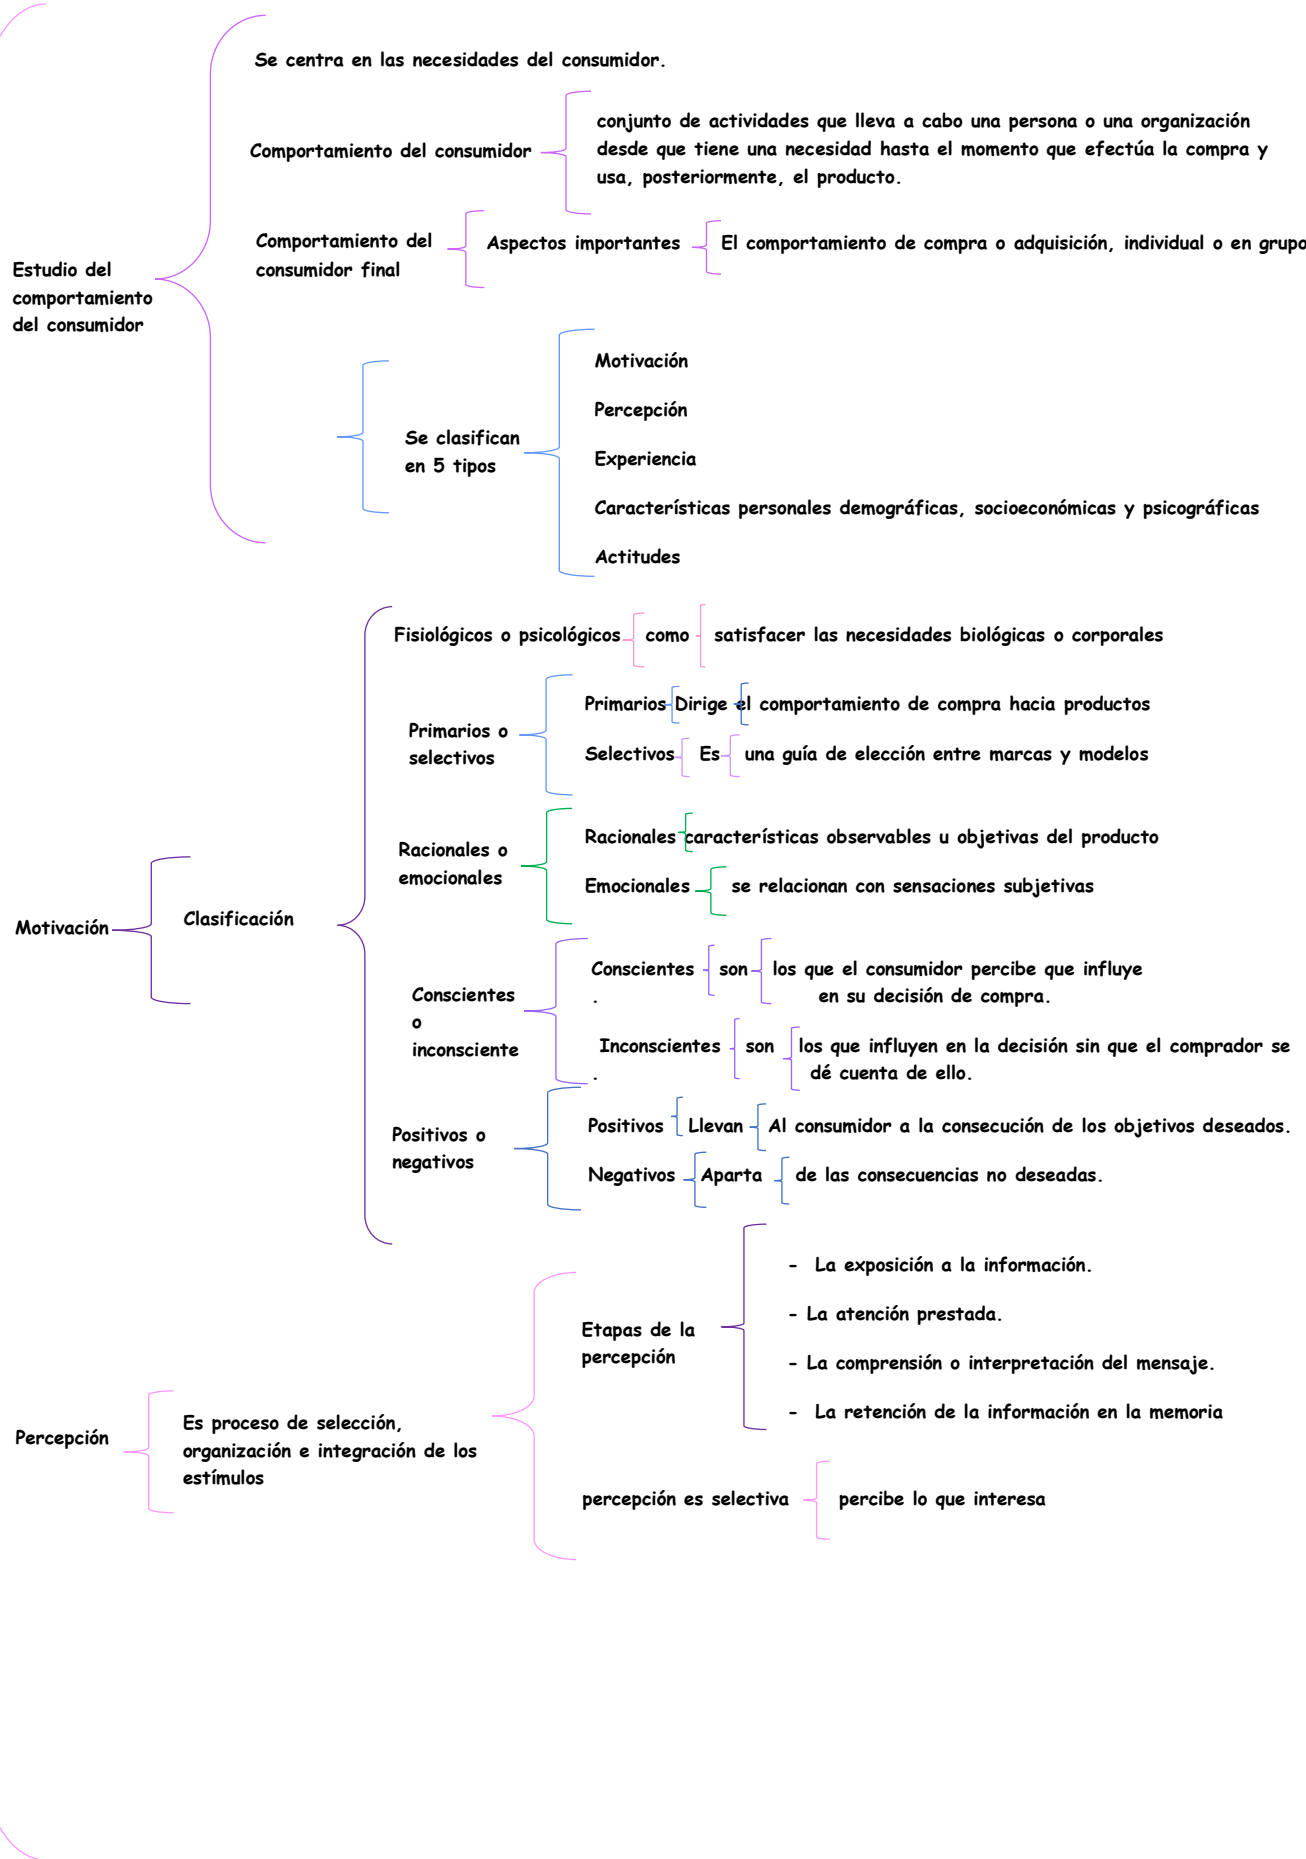 Se centra en las necesidades del consumidor.
Comportamiento del consumidor
conjunto de actividades que lleva a cabo una persona o una organización
desde que tiene una necesidad hasta el momento que efectúa la compra y
usa, posteriormente, el producto.
Estudio del
comportamiento
del consumidor
Comportamiento del
consumidor final
Aspectos importantes
El comportamiento de compra o adquisición, individual o en grupo
Se clasifican
en 5 tipos
Motivación
Percepción
Experiencia
Característícas personales demográficas, socioeconómicas y psicográficas
Actitudes
Motivación
Clasificación
Fisiológicos o psicológicos
como
satisfacer las necesidades biológicas o corporales
Primarios o
selectivos
Primarios
Dirige
el comportamiento de compra hacia productos
Selectivos
Es
una guía de elección entre marcas y modelos
Racionales o
emocionales
Racionales
características observables u objetivas del producto
Emocionales
se relacionan con sensaciones subjetivas
Conscientes
o
inconsciente
Conscientes
son
los que el consumidor percibe que influye
.
en su decisión de compra.
Inconscientes
son
los que influyen en la decisión sin que el comprador se
.
dé cuenta de ello.
Positivos o
negativos
Positivos
Llevan
Al consumidor a la consecución de los objetivos deseados.
Negativos
Aparta
de las consecuencias no deseadas.
Percepción
Es proceso de selección,
organización e integración de los
estímulos
Etapas de la
percepción
- La exposición a la información.
- La atención prestada.
- La comprensión o interpretación del mensaje.
- La retención de la información en la memoria
percepción es selectiva
percibe lo que interesa